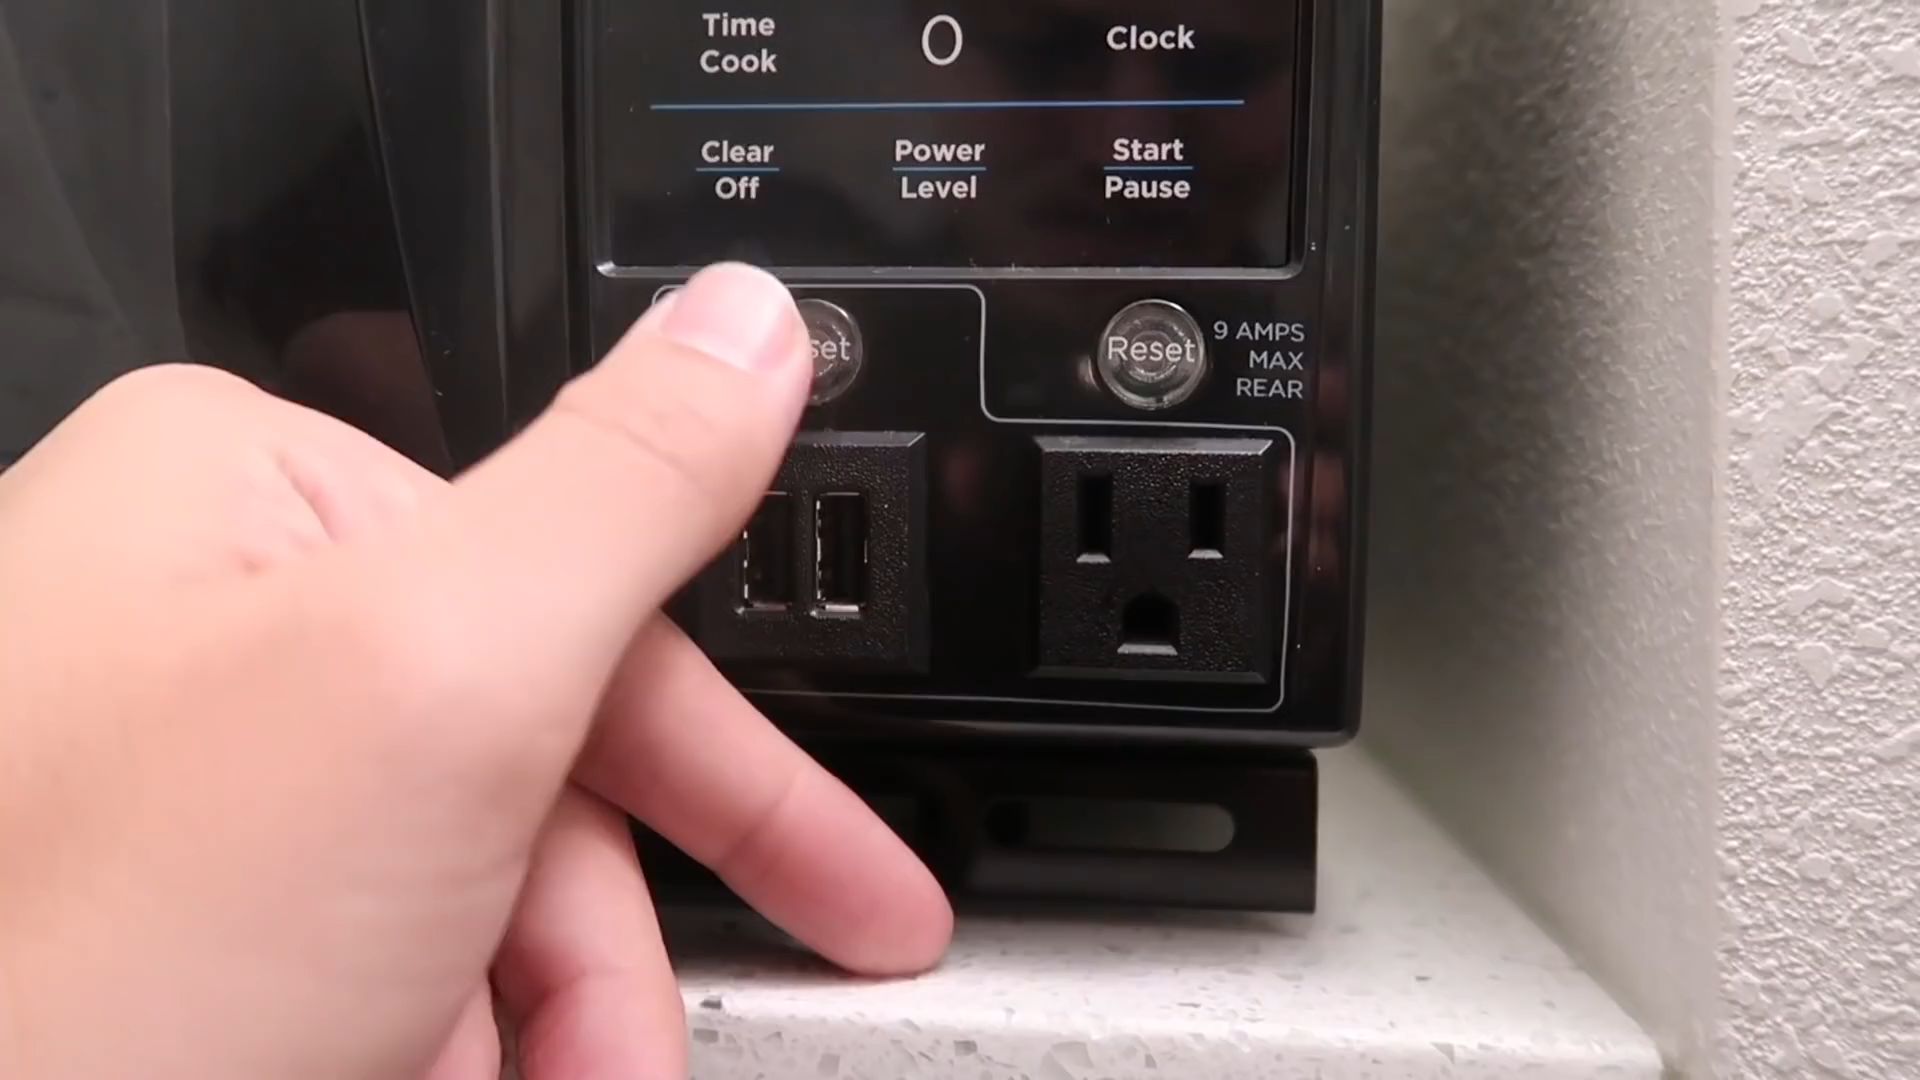 Time
Cook
0
Clock
Clear
Off
Power
Level
Start
Pause
Reset
9 AMPS
MAX
REAR